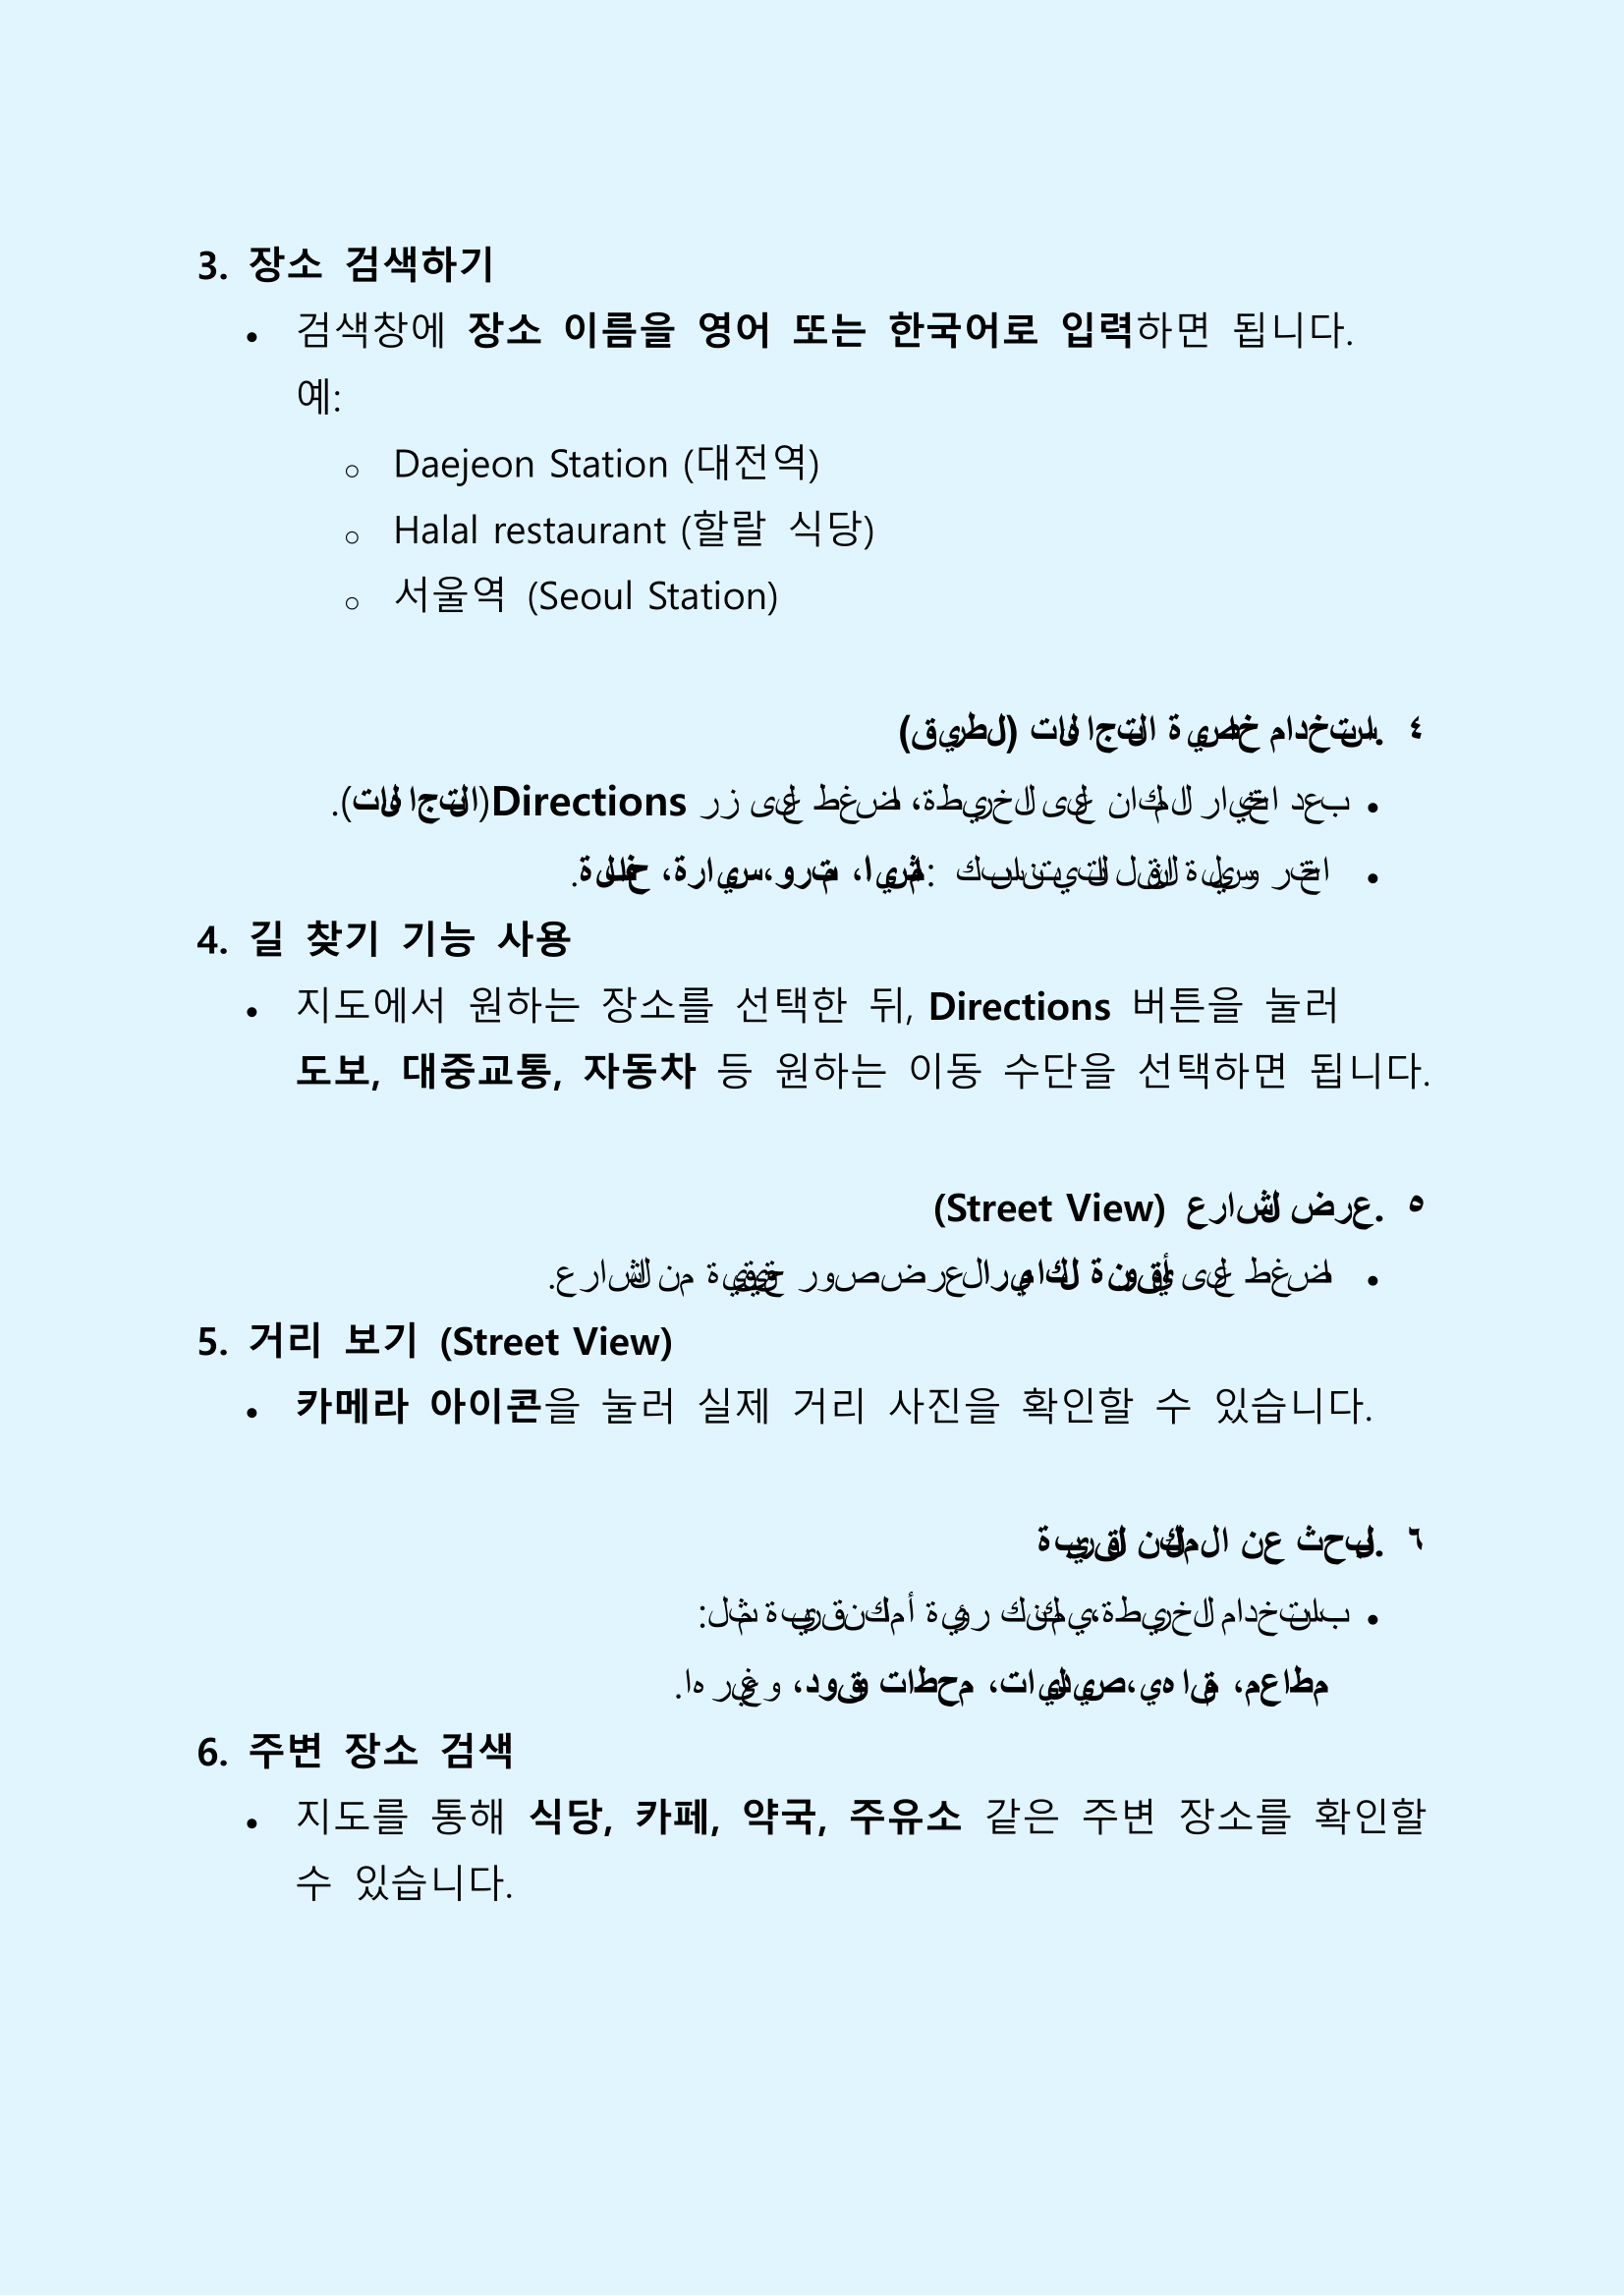 3. 장소 검색하기
• 검색창에 장소 이름을 영어 또는 한국어로 입력하면 됩니다.
예:
○ Daejeon Station (대전역)
○ Halal restaurant (할랄 식당)
○ 서울역 (Seoul Station)
٤. استخدام خاصية الاتجاهات (الطريق)
• بعد اختيار المكان على الخريطة، اضغط على زر Directions (الاتجاهات).
• اختر وسيلة النقل التي تناسبك: مشيا، مترو، سيارة، حافلة.
4. 길 찾기 기능 사용
• 지도에서 원하는 장소를 선택한 뒤, Directions 버튼을 눌러
도보, 대중교통, 자동차 등 원하는 이동 수단을 선택하면 됩니다.
٥. عرض الشارع (Street View)
• اضغط على أيقونة الكاميرا لعرض صور حقيقية من الشارع.
5. 거리 보기 (Street View)
• 카메라 아이콘을 눌러 실제 거리 사진을 확인할 수 있습니다.
٦. البحث عن الأماكن القريبة
• باستخدام الخريطة، يمكنك رؤية أماكن قريبة مثل:
مطاعم، مقاهي، صيدليات، محطات وقود، وغيرها.
6. 주변 장소 검색
• 지도를 통해 식당, 카페, 약국, 주유소 같은 주변 장소를 확인할
수 있습니다.